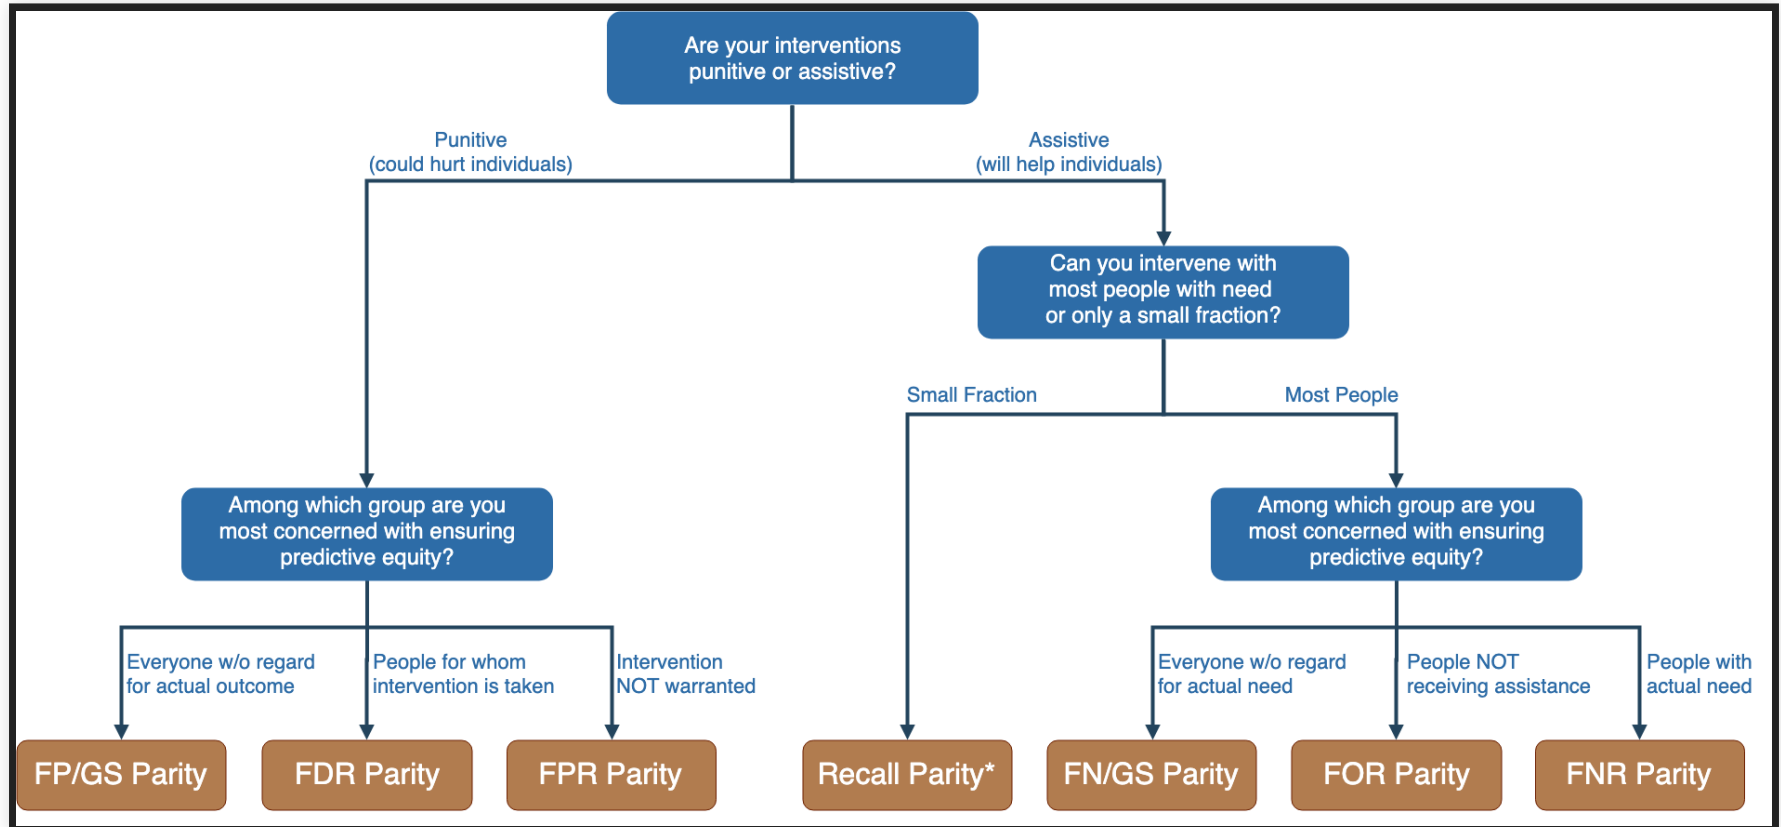 Are your interventions
punitive or assistive?
Punitive
(could hurt individuals)
Assistive
(will help individuals)
Can you intervene with
most people with need
or only a small fraction?
Small Fraction
Most People
Among which group are you
most concerned with ensuring
predictive equity?
Among which group are you
most concerned with ensuring
predictive equity?
Everyone w/o regard
for actual outcome
People for whom
intervention is taken
Intervention
NOT warranted
Everyone w/o regard
for actual need
People NOT
receiving assistance
People with
actual need
FP/GS Parity
FDR Parity
FPR Parity
Recall Parity*
FN/GS Parity
FOR Parity
FNR Parity